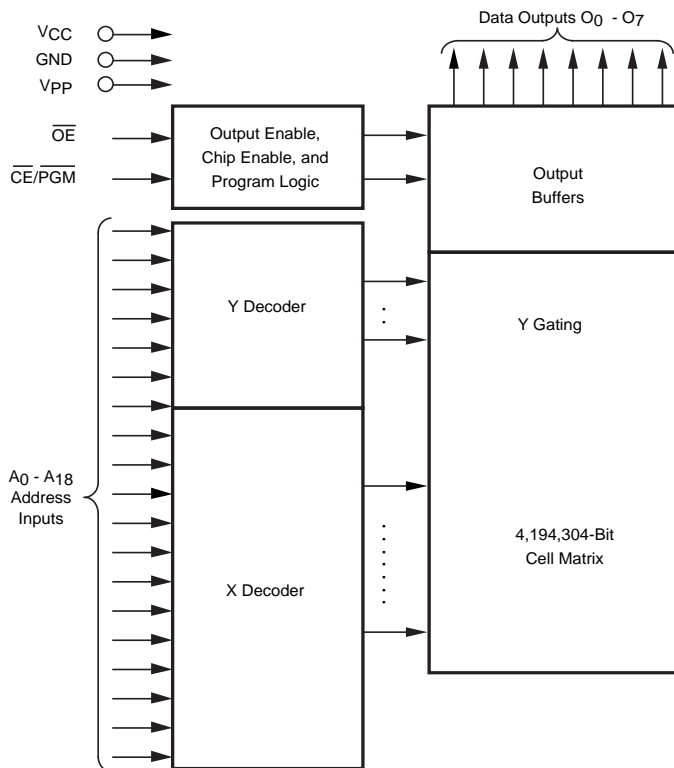 Data Outputs O0 - O7
VCC
GND
VPP
OE
CE/PGM
Output Enable,
Chip Enable, and
Program Logic
Output
Buffers
Y Decoder
Y Gating
A0 - A18
Address
Inputs
X Decoder
4,194,304-Bit
Cell Matrix